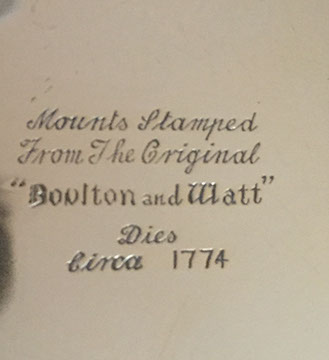 Mounts Stamped
From The Original
"Boulton and Watt"
Dies
Circa 1774